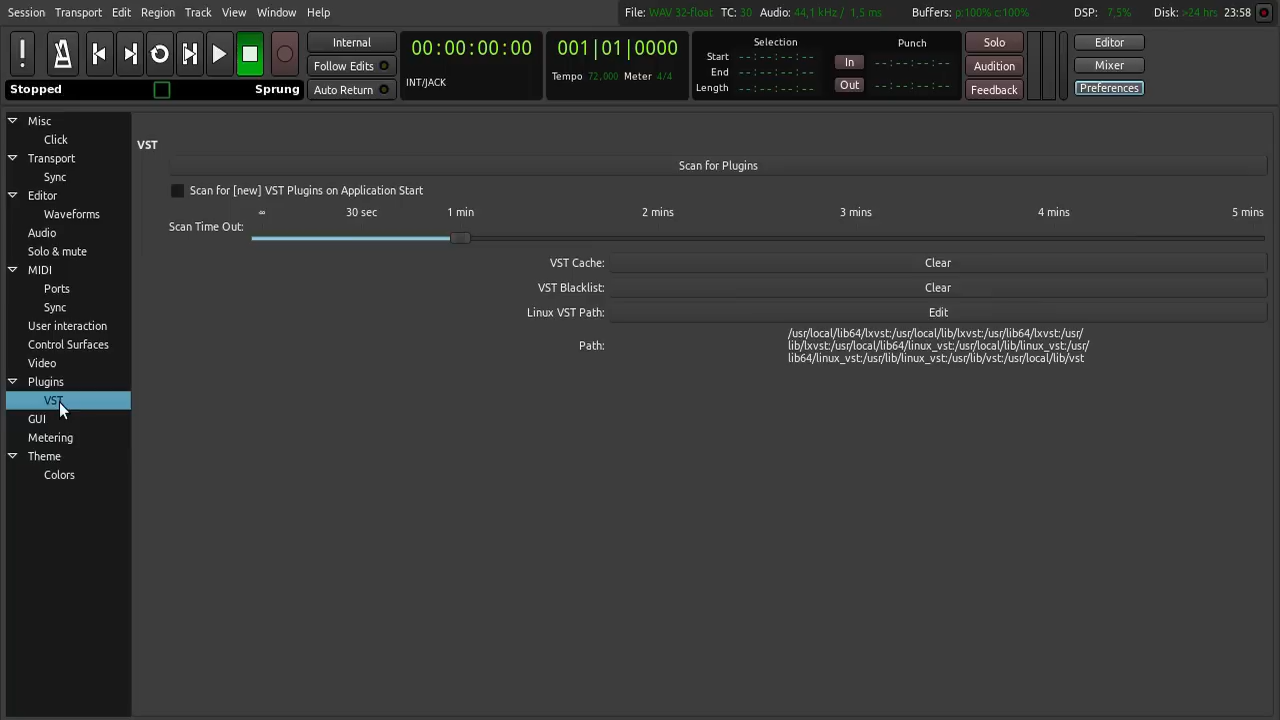 Session Transport Edit Region Track View Window Help
File: WAV 32-float TC: 30 Audio: 44,1 kHz / 1,5 ms Buffers: p:100% c:100% DSP: 7,5% Disk: >24 hrs 23:58
Internal
Follow Edits
Auto Return
Stopped Sprung
00:00:00:00
INT/JACK
001|01|0000
Tempo 72,000 Meter 4/4
Selection
Start --:--:--:--
End --:--:--:--
Length --:--:--:--
Punch
In --:--:--:--
Out --:--:--:--
Solo
Audition
Feedback
Editor
Mixer
Preferences
Misc
Click
Transport
Sync
Editor
Waveforms
Audio
Solo & mute
MIDI
Ports
Sync
User interaction
Control Surfaces
Video
Plugins
VST
GUI
Metering
Theme
Colors
VST
Scan for Plugins
Scan for [new] VST Plugins on Application Start
∞ 30 sec 1 min 2 mins 3 mins 4 mins 5 mins
Scan Time Out:
VST Cache: Clear
VST Blacklist: Clear
Linux VST Path: Edit
Path:
/usr/local/lib64/lxvst:/usr/local/lib/lxvst:/usr/lib64/lxvst:/usr/
lib/lxvst:/usr/local/lib64/linux_vst:/usr/local/lib/linux_vst:/usr/
lib64/linux_vst:/usr/lib/linux_vst:/usr/lib/vst:/usr/local/lib/vst